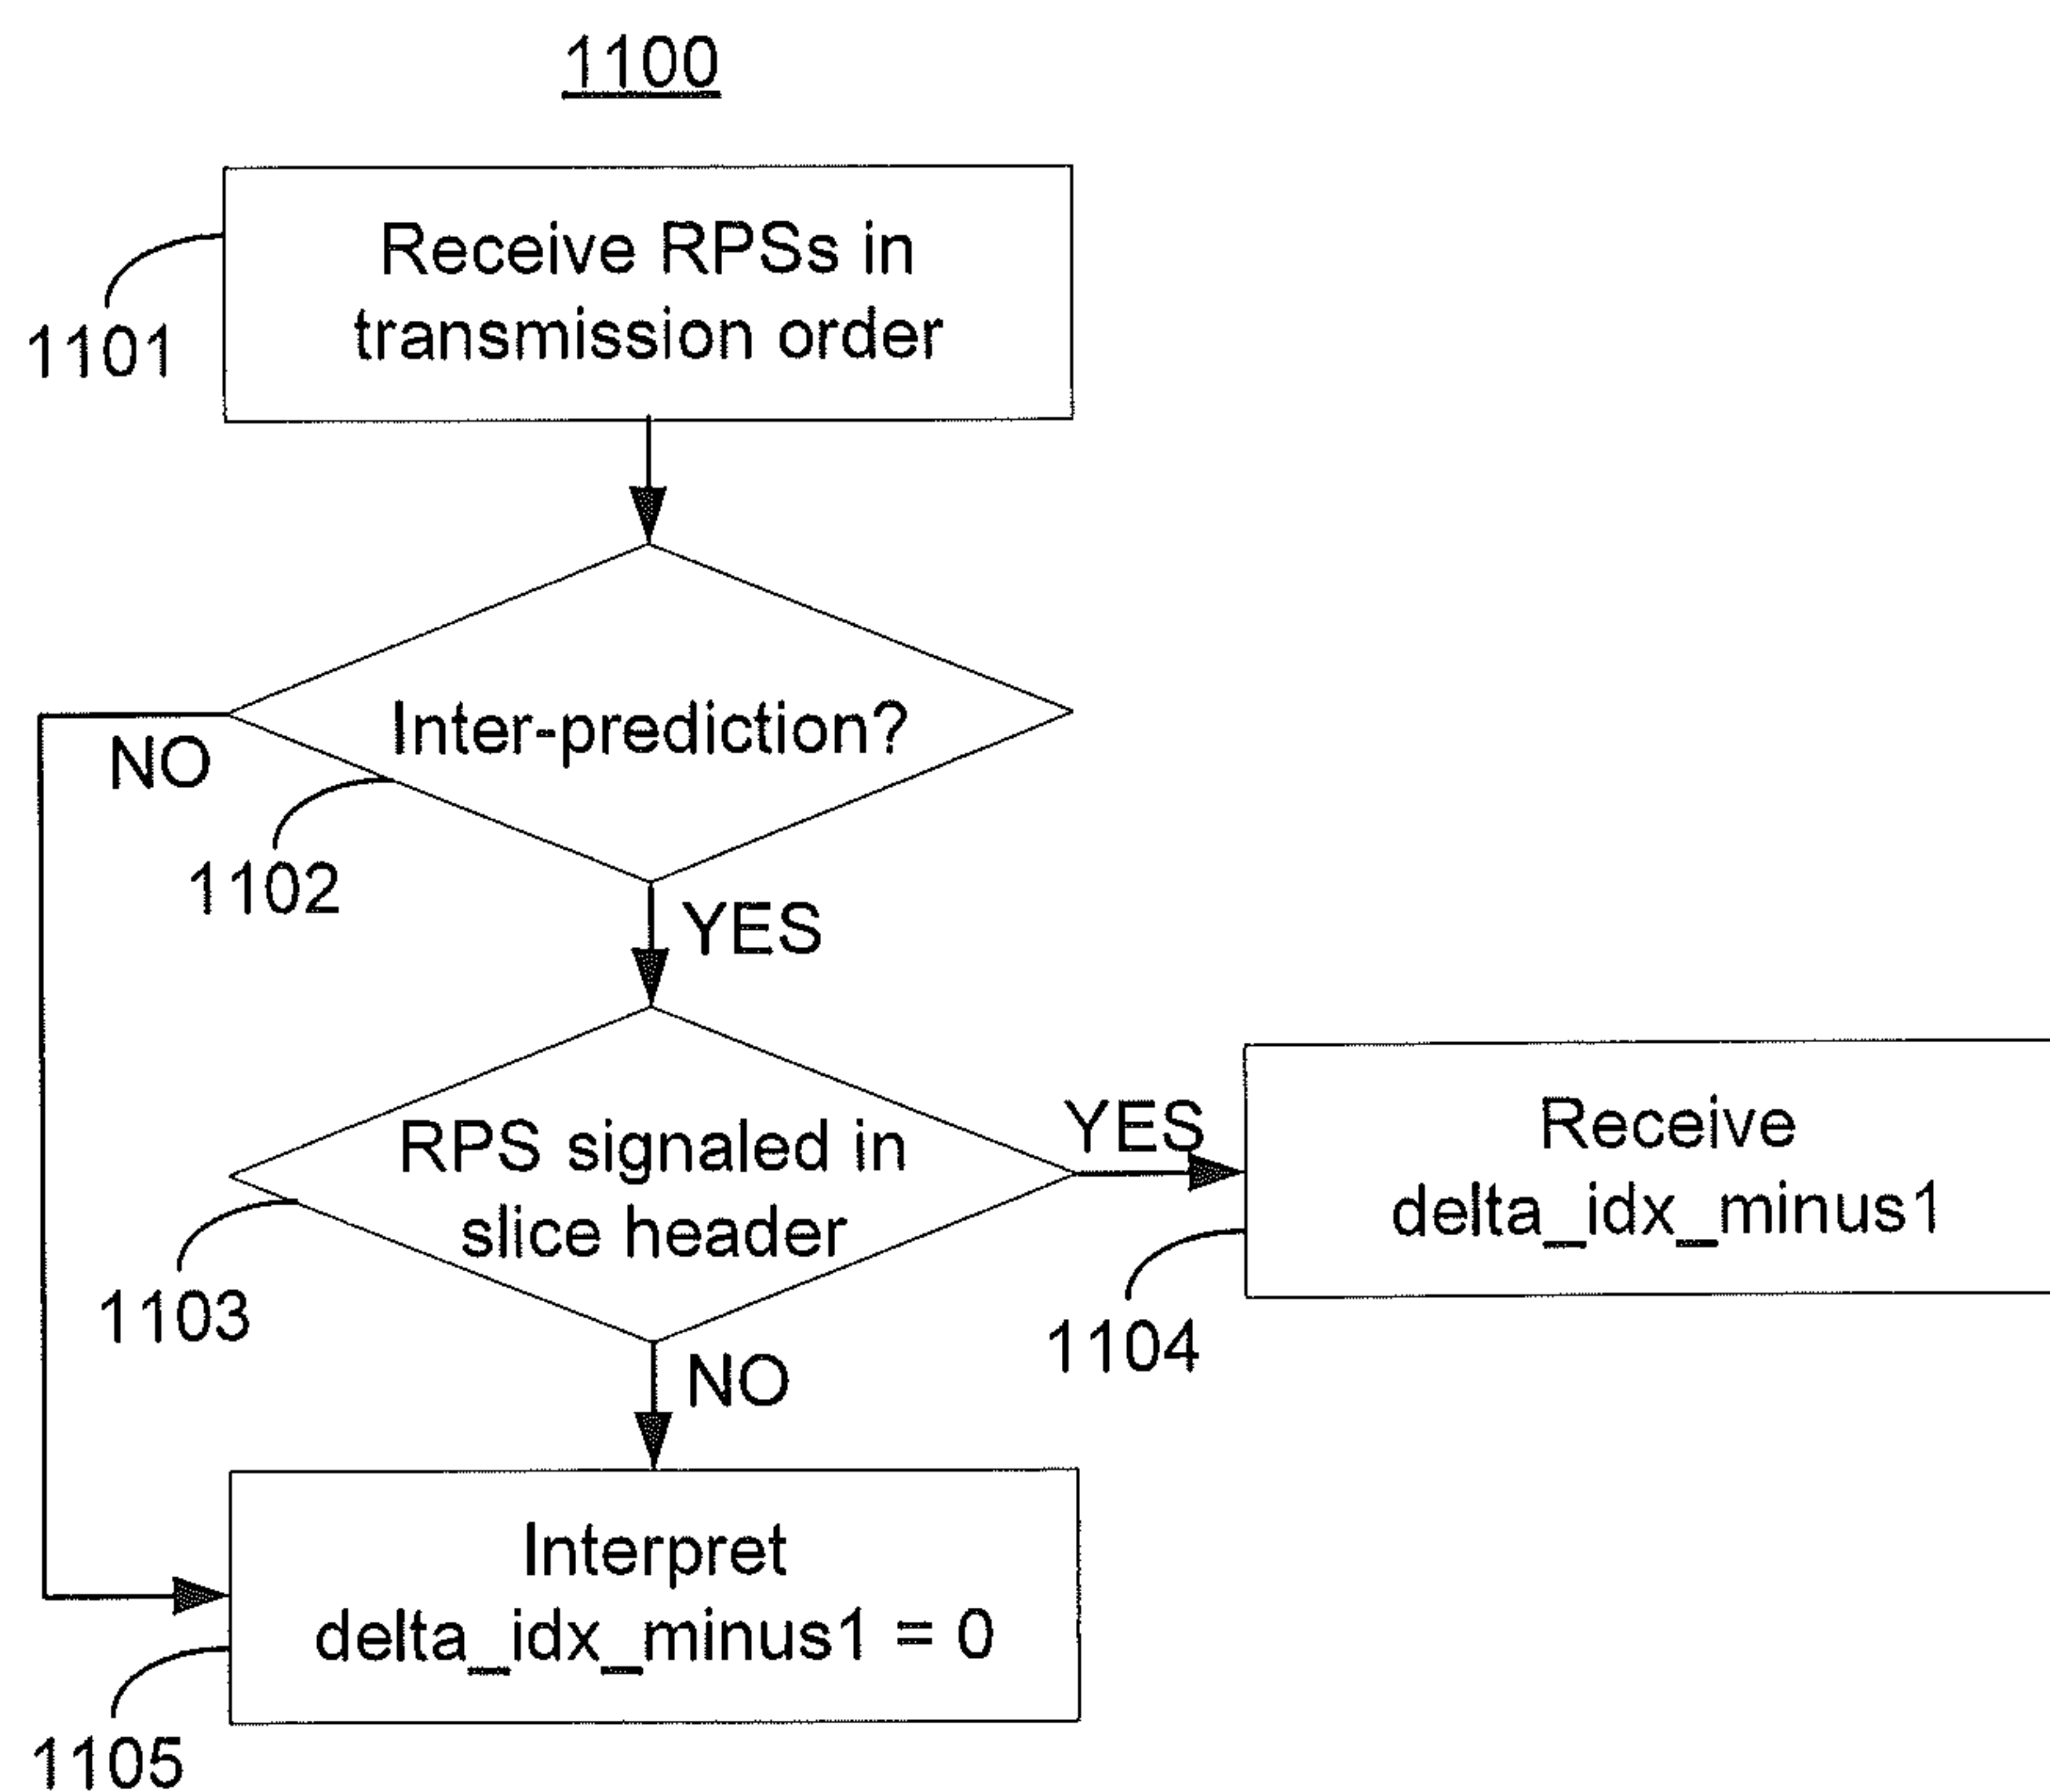 1100
Receive RPSs in
transmission order
1101
Inter-prediction?
NO
1102
YES
RPS signaled in
slice header
YES
1103
Receive
delta_idx_minus1
1104
NO
Interpret
delta_idx_minus1 = 0
1105